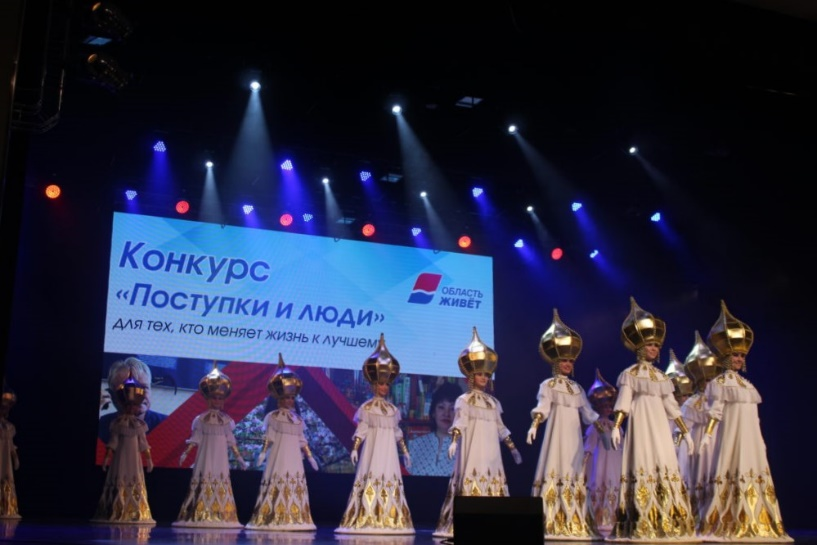 Конкурс
«Поступки и люди»
для тех, кто меняет жизнь к лучшему
ОБЛАСТЬ
ЖИВЁТ